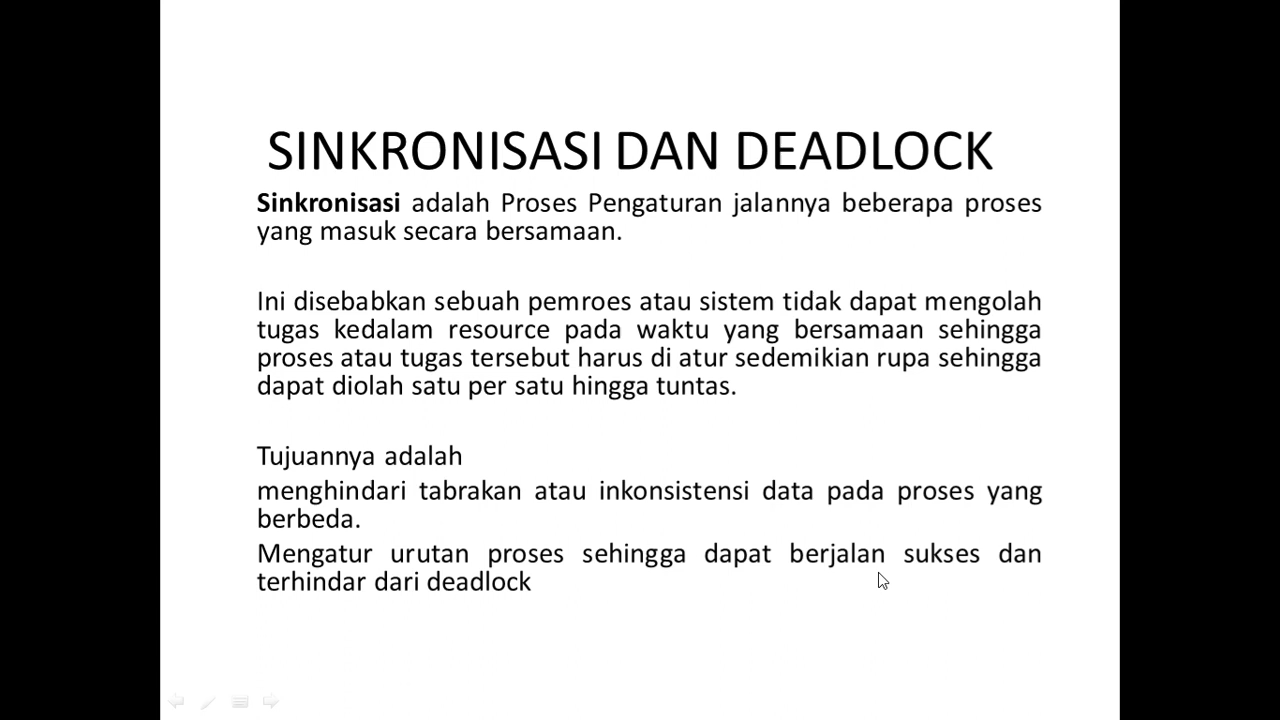 SINKRONISASI DAN DEADLOCK
Sinkronisasi adalah Proses Pengaturan jalannya beberapa proses
yang masuk secara bersamaan.
Ini disebabkan sebuah pemroes atau sistem tidak dapat mengolah
tugas kedalam resource pada waktu yang bersamaan sehingga
proses atau tugas tersebut harus di atur sedemikian rupa sehingga
dapat diolah satu per satu hingga tuntas.
Tujuannya adalah
menghindari tabrakan atau inkonsistensi data pada proses yang
berbeda.
Mengatur urutan proses sehingga dapat berjalan sukses dan
terhindar dari deadlock